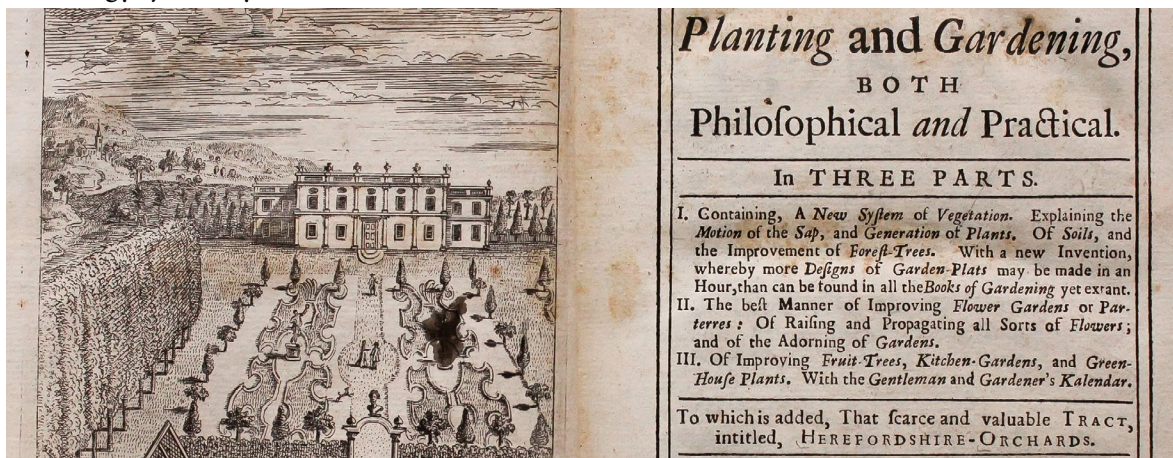 Planting and Gardening,
BOTH
Philoſophical and Practical.
In THREE PARTS.
I. Containing, A New Syſtem of Vegetation. Explaining the
Motion of the Sap, and Generation of Plants. Of Soils, and
the Improvement of Foreſt-Trees. With a new Invention,
whereby more Deſigns of Garden-Plats may be made in an
Hour, than can be found in all the Books of Gardening yet extant.
II. The beſt Manner of Improving Flower Gardens or Par-
terres: Of Raiſing and Propagating all Sorts of Flowers;
and of the Adorning of Gardens.
III. Of Improving Fruit-Trees, Kitchen-Gardens, and Green-
Houſe Plants. With the Gentleman and Gardener's Kalendar.
To which is added, That ſcarce and valuable TRACT,
intitled, HEREFORDSHIRE-ORCHARDS.